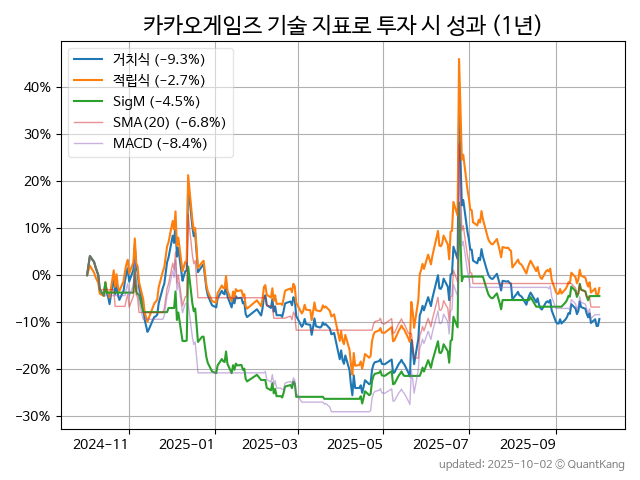 카카오게임즈 기술 지표로 투자 시 성과 (1년)
거치식 (−9.3%)
적립식 (−2.7%)
SigM (−4.5%)
SMA(20) (−6.8%)
MACD (−8.4%)
40%
30%
20%
10%
0%
−10%
−20%
−30%
2024-11 2025-01 2025-03 2025-05 2025-07 2025-09
updated: 2025-10-02 © QuantKang